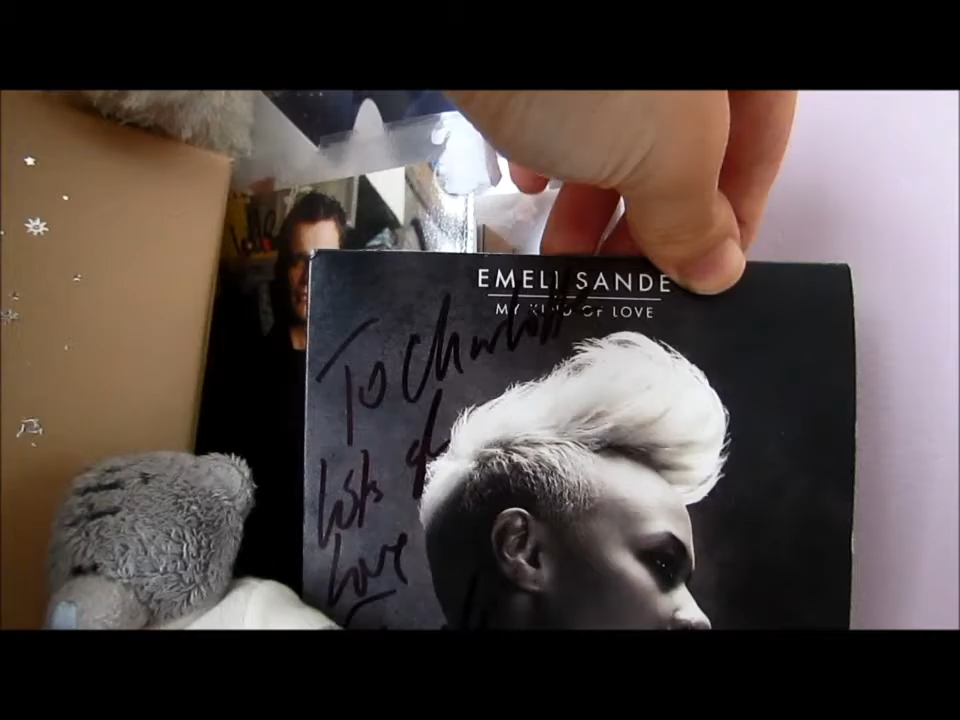 EMELI SANDE
MY KIND OF LOVE
To Charlotte
lots of
Love